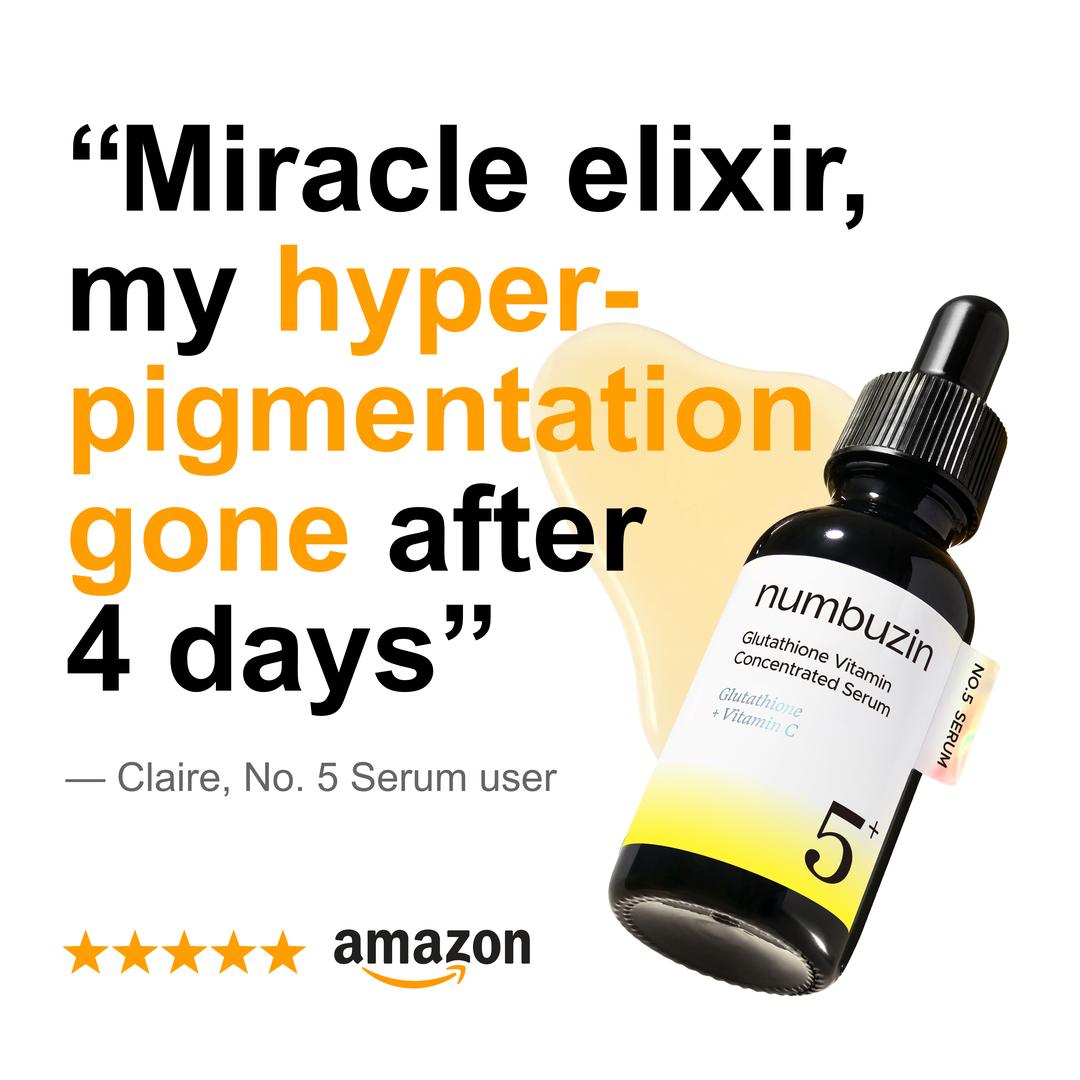 “Miracle elixir,
my hyper-
pigmentation
gone after
4 days”
— Claire, No. 5 Serum user
amazon
numbuzin
Glutathione Vitamin
Concentrated Serum
Glutathione
+ Vitamin C
5+
NO.5 SERUM